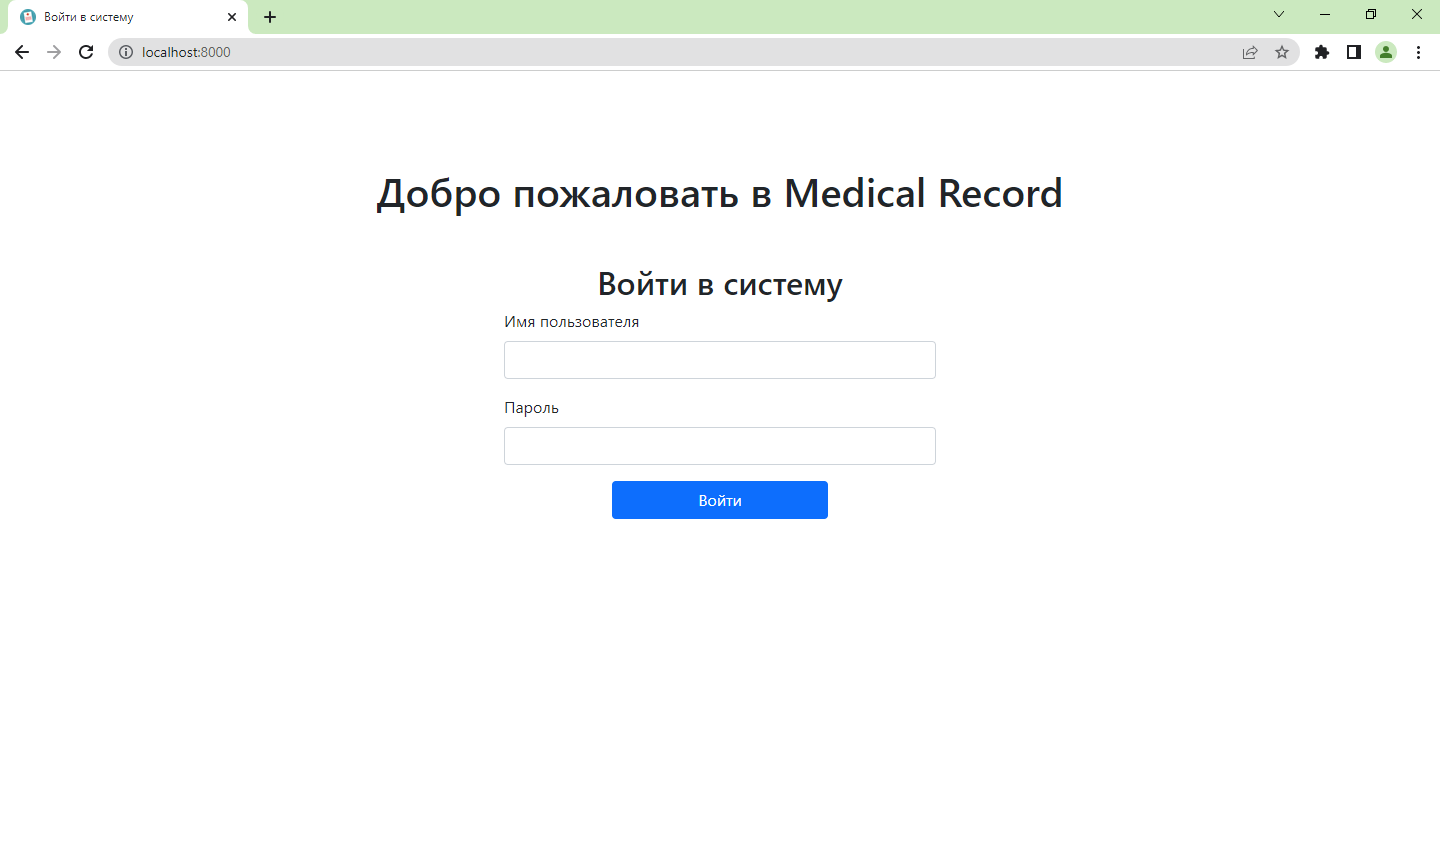 Войти в систему
localhost:8000
Добро пожаловать в Medical Record
Войти в систему
Имя пользователя
Пароль
Войти